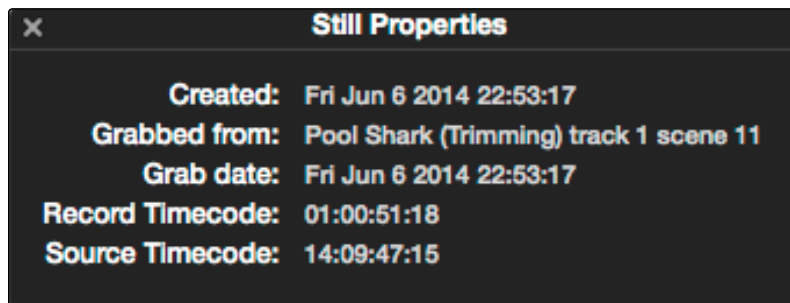 Still Properties
Created: Fri Jun 6 2014 22:53:17
Grabbed from: Pool Shark (Trimming) track 1 scene 11
Grab date: Fri Jun 6 2014 22:53:17
Record Timecode: 01:00:51:18
Source Timecode: 14:09:47:15